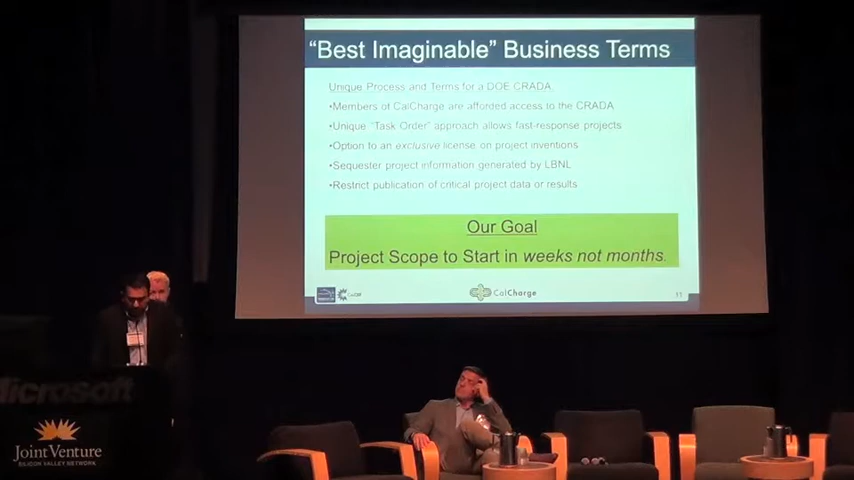 “Best Imaginable” Business Terms
Unique Process and Terms for a DOE CRADA.
•Members of CalCharge are afforded access to the CRADA
•Unique “Task Order” approach allows fast-response projects
•Option to an exclusive license on project inventions
•Sequester project information generated by LBNL
•Restrict publication of critical project data or results
Our Goal
Project Scope to Start in weeks not months.
CalCharge
11
Microsoft
Joint Venture
SILICON VALLEY NETWORK